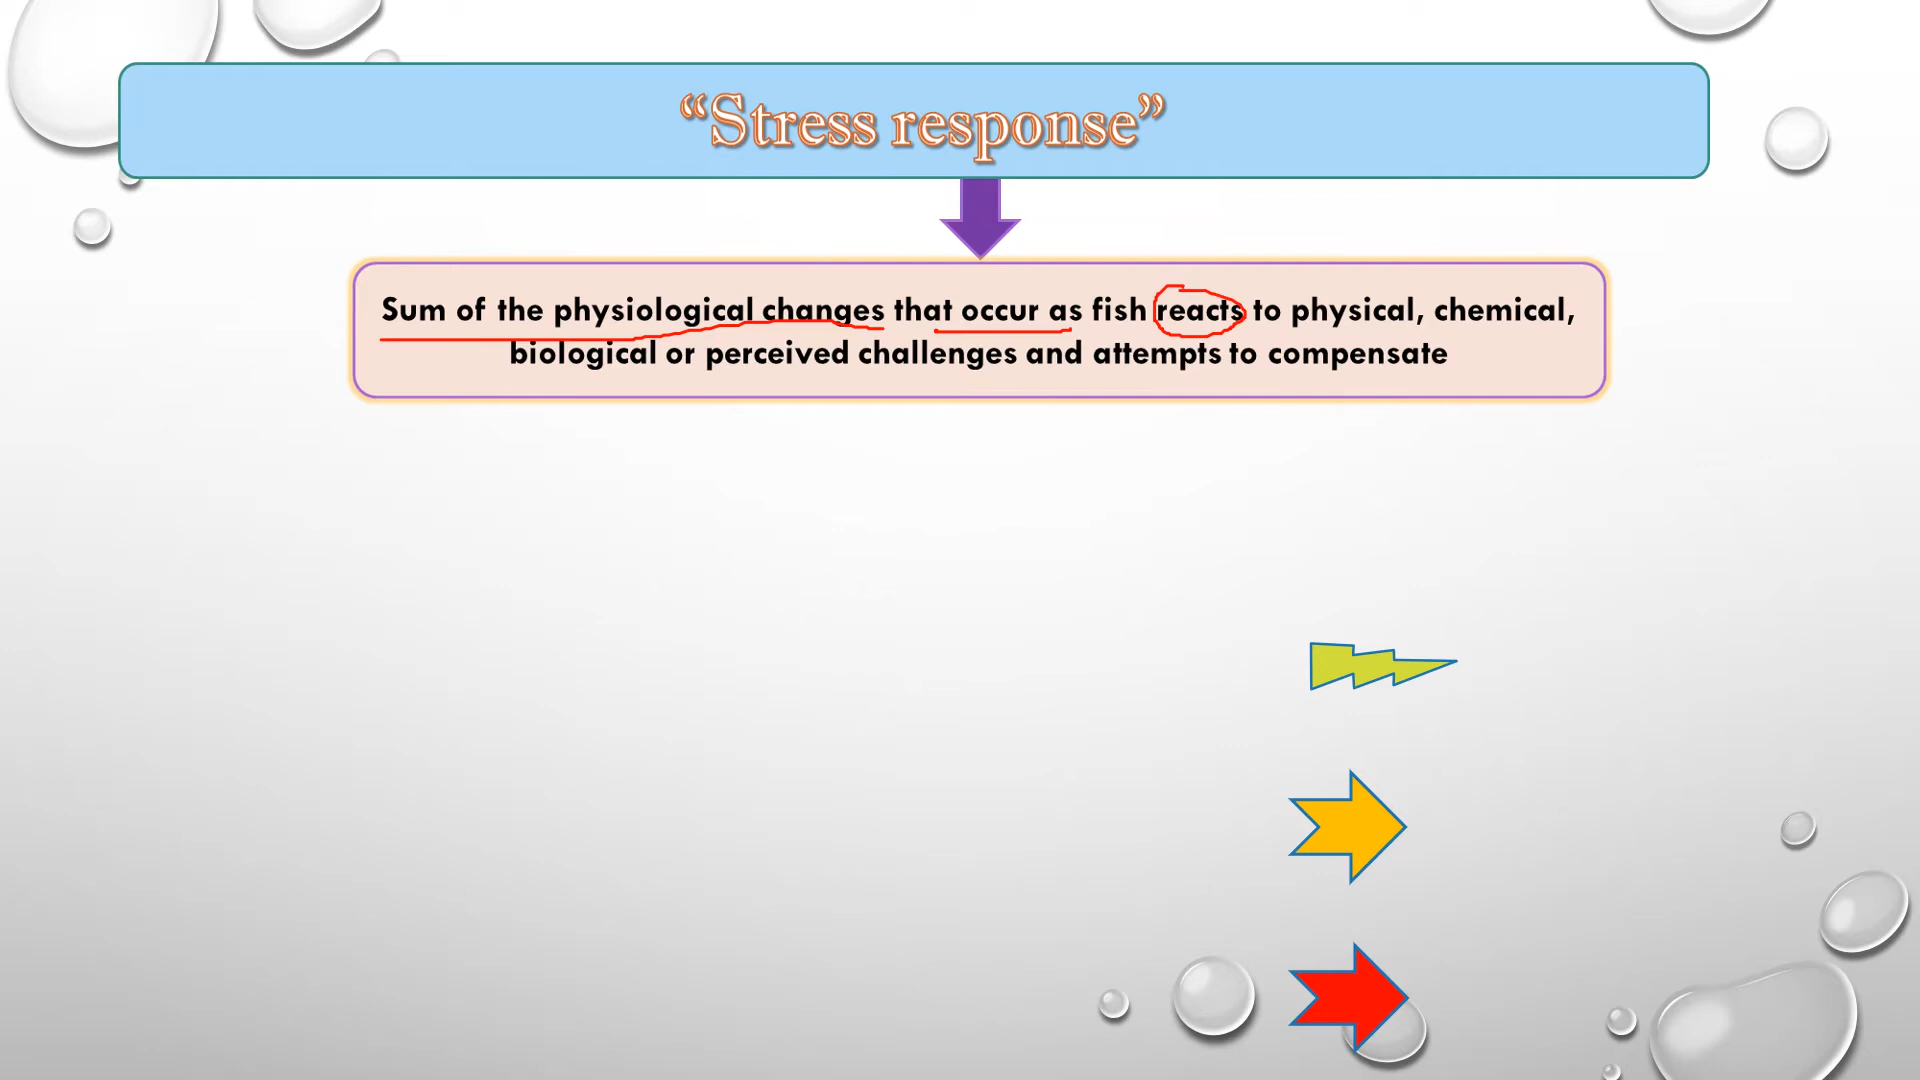 “Stress response”
Sum of the physiological changes that occur as fish reacts to physical, chemical,
biological or perceived challenges and attempts to compensate